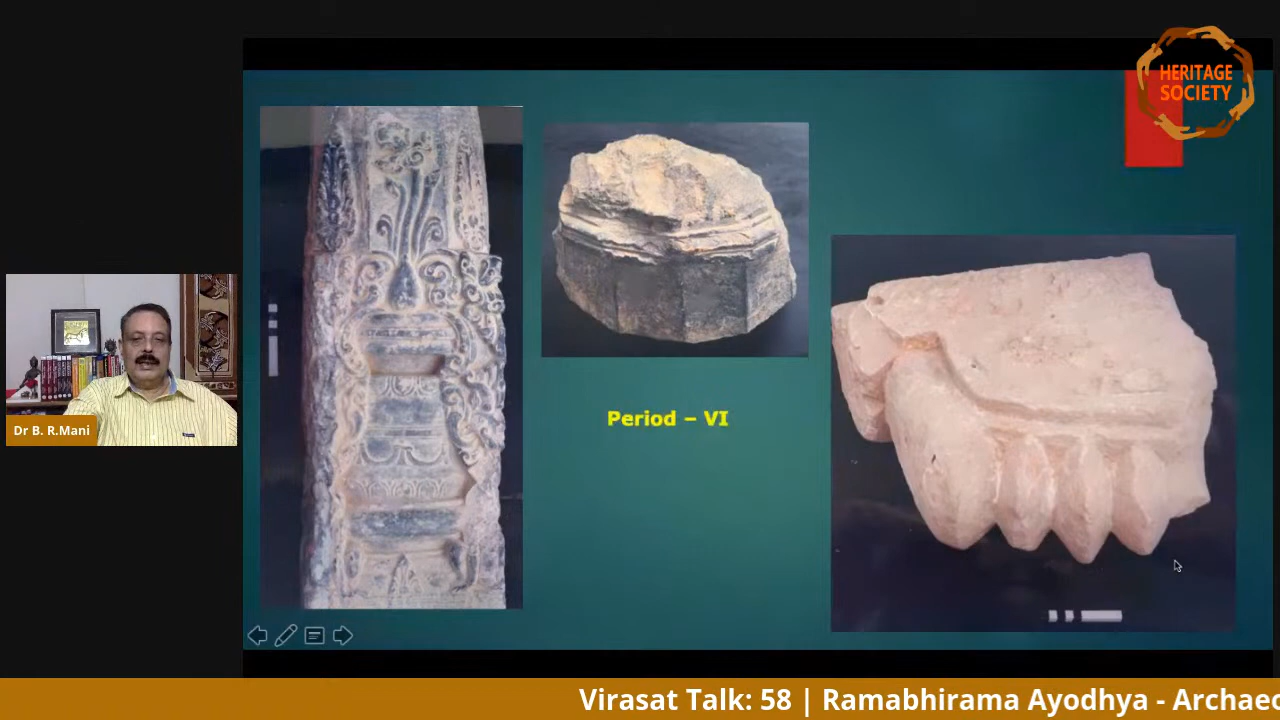 HERITAGE
SOCIETY
Period – VI
Dr B. R.Mani
Virasat Talk: 58 | Ramabhirama Ayodhya - Archaeo